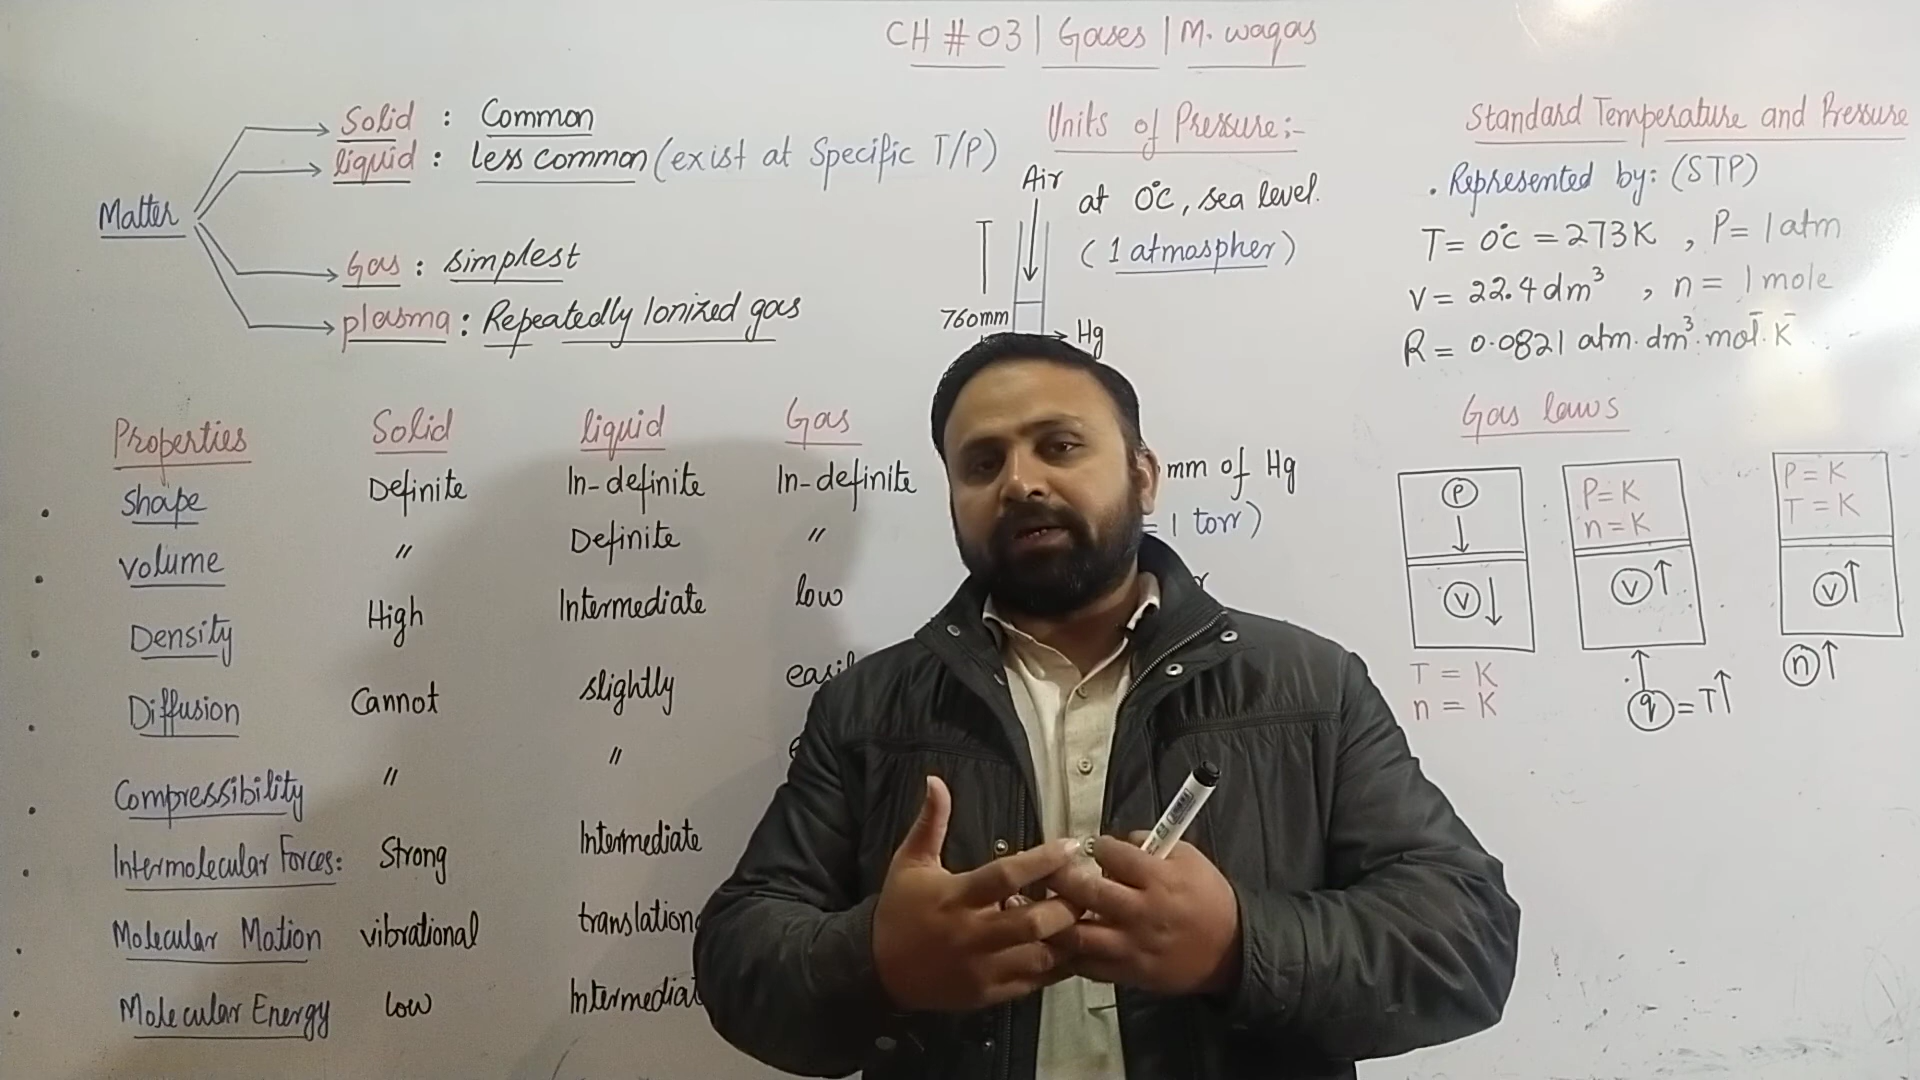 CH # 03 | Gases | M. waqas
Matter
Solid : Common
liquid : less common (exist at Specific T/P)
Gas : simplest
plasma : Repeatedly Ionized gas
Properties Solid liquid Gas
Shape Definite In-definite In-definite
volume " Definite "
Density High Intermediate low
Diffusion Cannot slightly
Compressibility " "
Intermolecular Forces: Strong Intermediate
Molecular Motion vibrational
Molecular Energy low
Units of Pressure:-
Air
at 0°C, sea level.
(1 atmospher)
760mm
Hg
mm of Hg
= 1 torr)
Standard Temperature and Pressure
. Represented by: (STP)
T = 0°C = 273K , P = 1 atm
V = 22.4 dm³ , n = 1 mole
R = 0.0821 atm. dm³. mol⁻. K⁻
Gas laws
P
V ↓
T = K
n = K
P = K
n = K
V ↑
q = T↑
P = K
T = K
V ↑
n ↑